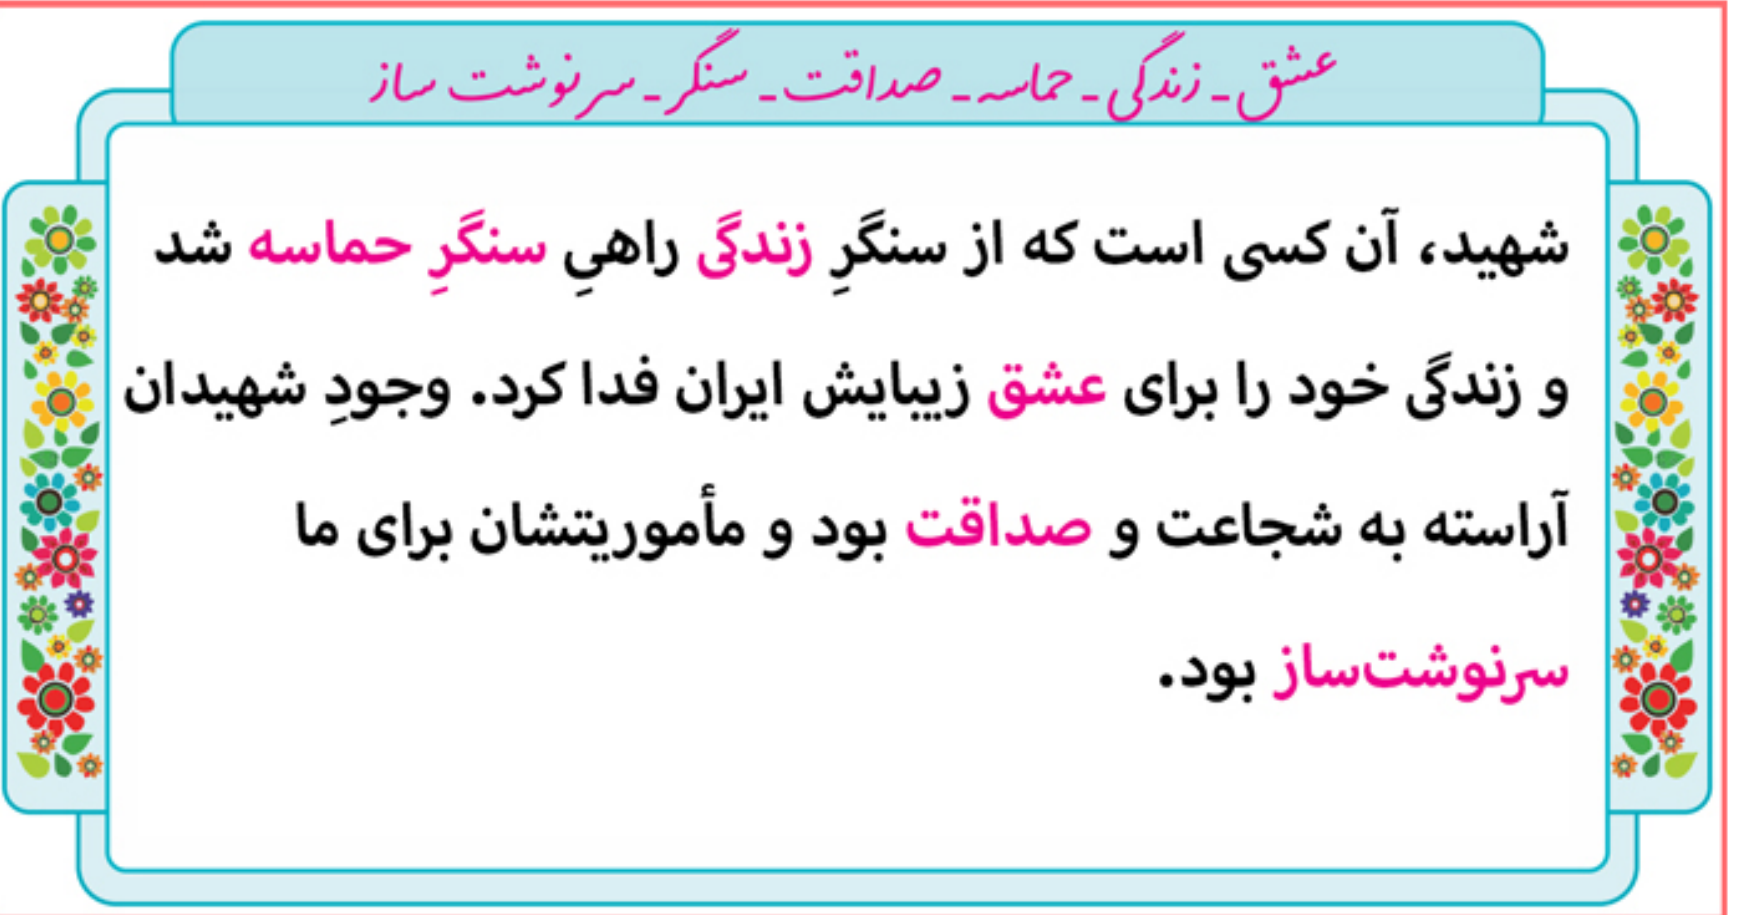 عشق ـ زندگی ـ حماسه ـ صداقت ـ سنگر ـ سرنوشت ساز
شهید، آن کسی است که از سنگرِ زندگی راهیِ سنگرِ حماسه شد
و زندگی خود را برای عشق زیبایش ایران فدا کرد. وجودِ شهیدان
آراسته به شجاعت و صداقت بود و مأموریتشان برای ما
سرنوشت‌ساز بود.